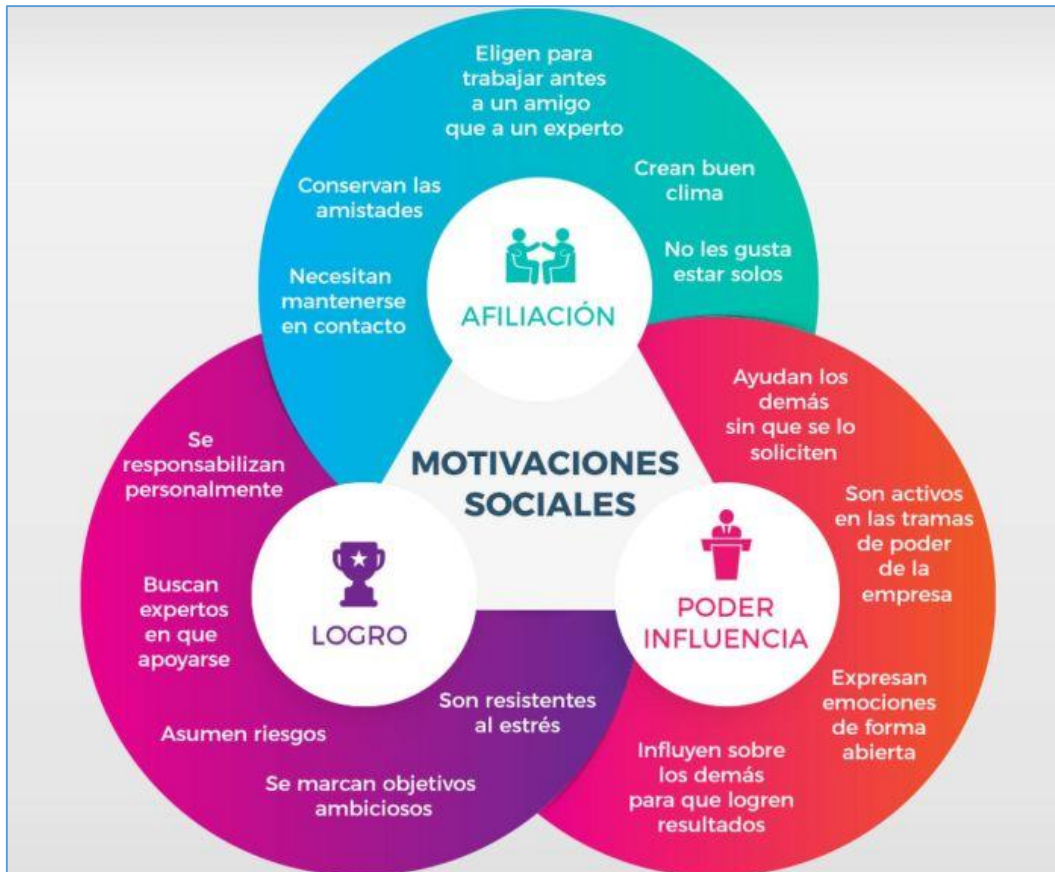 Eligen para
trabajar antes
a un amigo
que a un experto
Crean buen
clima
Conservan las
amistades
No les gusta
estar solos
Necesitan
mantenerse
en contacto
AFILIACIÓN
MOTIVACIONES
SOCIALES
Se
responsabilizan
personalmente
Buscan
expertos
en que
apoyarse
LOGRO
Son resistentes
al estrés
Asumen riesgos
Se marcan objetivos
ambiciosos
Ayudan los
demás
sin que se lo
soliciten
Son activos
en las tramas
de poder
de la
empresa
PODER
INFLUENCIA
Expresan
emociones
de forma
abierta
Influyen sobre
los demás
para que logren
resultados